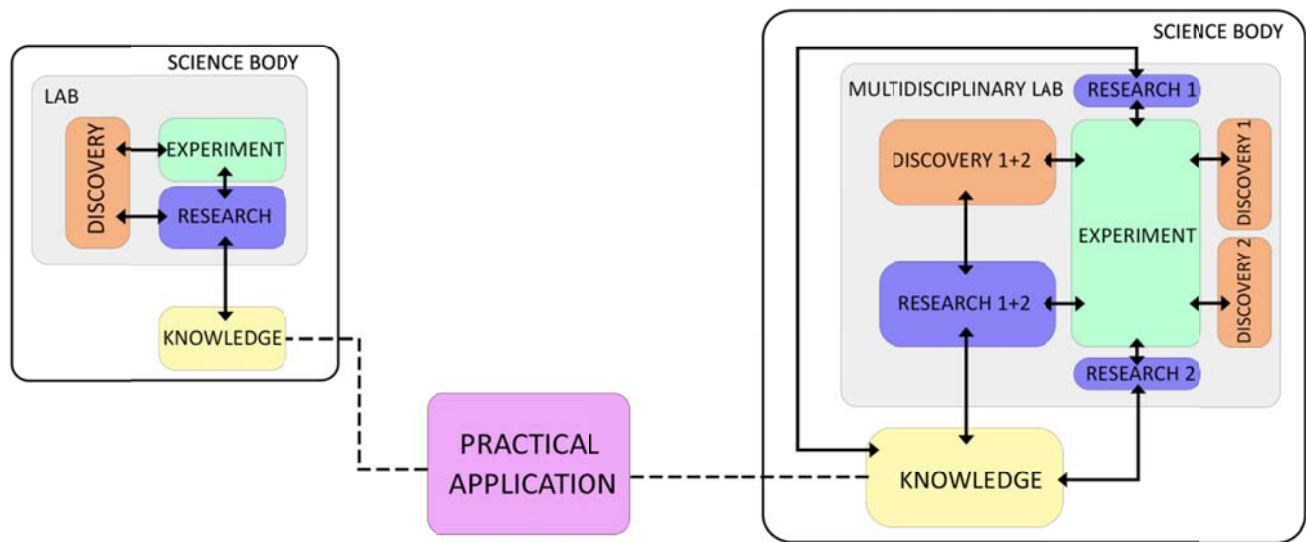 SCIENCE BODY
LAB
DISCOVERY
EXPERIMENT
RESEARCH
KNOWLEDGE
PRACTICAL
APPLICATION
SCIENCE BODY
MULTIDISCIPLINARY LAB
RESEARCH 1
DISCOVERY 1+2
DISCOVERY 1
EXPERIMENT
RESEARCH 1+2
DISCOVERY 2
RESEARCH 2
KNOWLEDGE